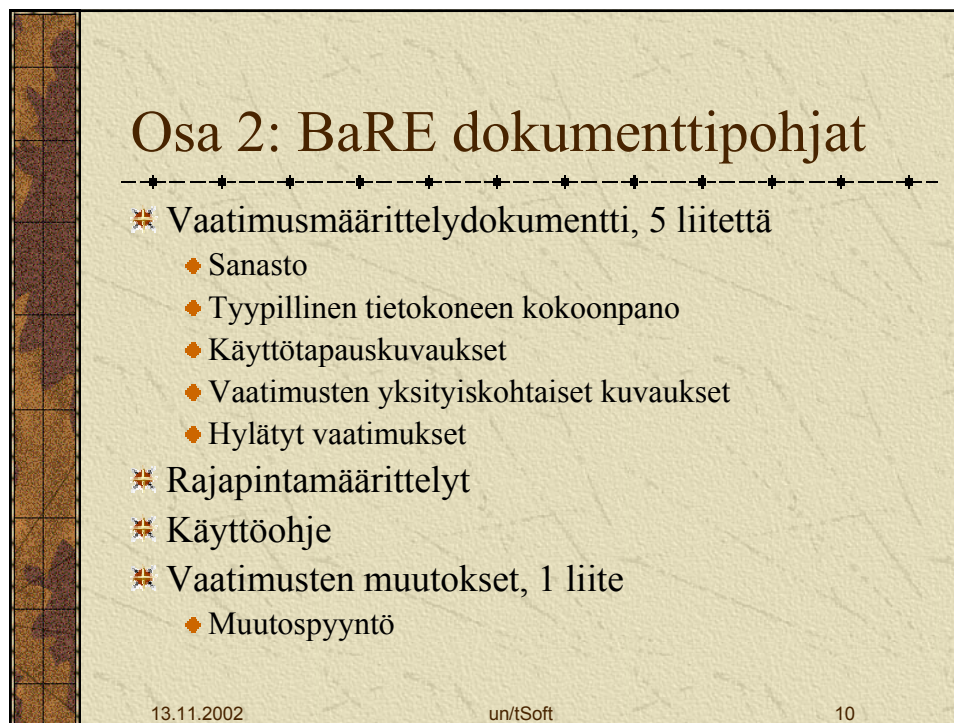 Osa 2: BaRE dokumenttipohjat
Vaatimusmäärittelydokumentti, 5 liitettä
Sanasto
Tyypillinen tietokoneen kokoonpano
Käyttötapauskuvaukset
Vaatimusten yksityiskohtaiset kuvaukset
Hylätyt vaatimukset
Rajapintamäärittelyt
Käyttöohje
Vaatimusten muutokset, 1 liite
Muutospyyntö
13.11.2002 un/tSoft 10